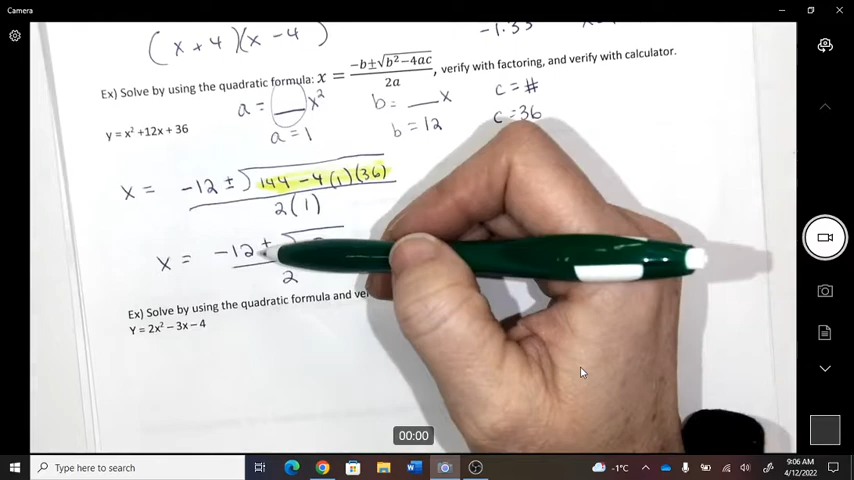 Camera
(x + 4)(x - 4)
-1.33
Ex) Solve by using the quadratic formula: x = (-b±√(b²-4ac))/2a, verify with factoring, and verify with calculator.
a = ___x² b = ___x c = #
y = x² +12x + 36
a = 1 b = 12 c = 36
x = (-12 ± √(144 - 4(1)(36)))/2(1)
x = -12 ± √ /2
Ex) Solve by using the quadratic formula and
Y = 2x² – 3x – 4
00:00
Type here to search
-1°C
9:06 AM
4/12/2022